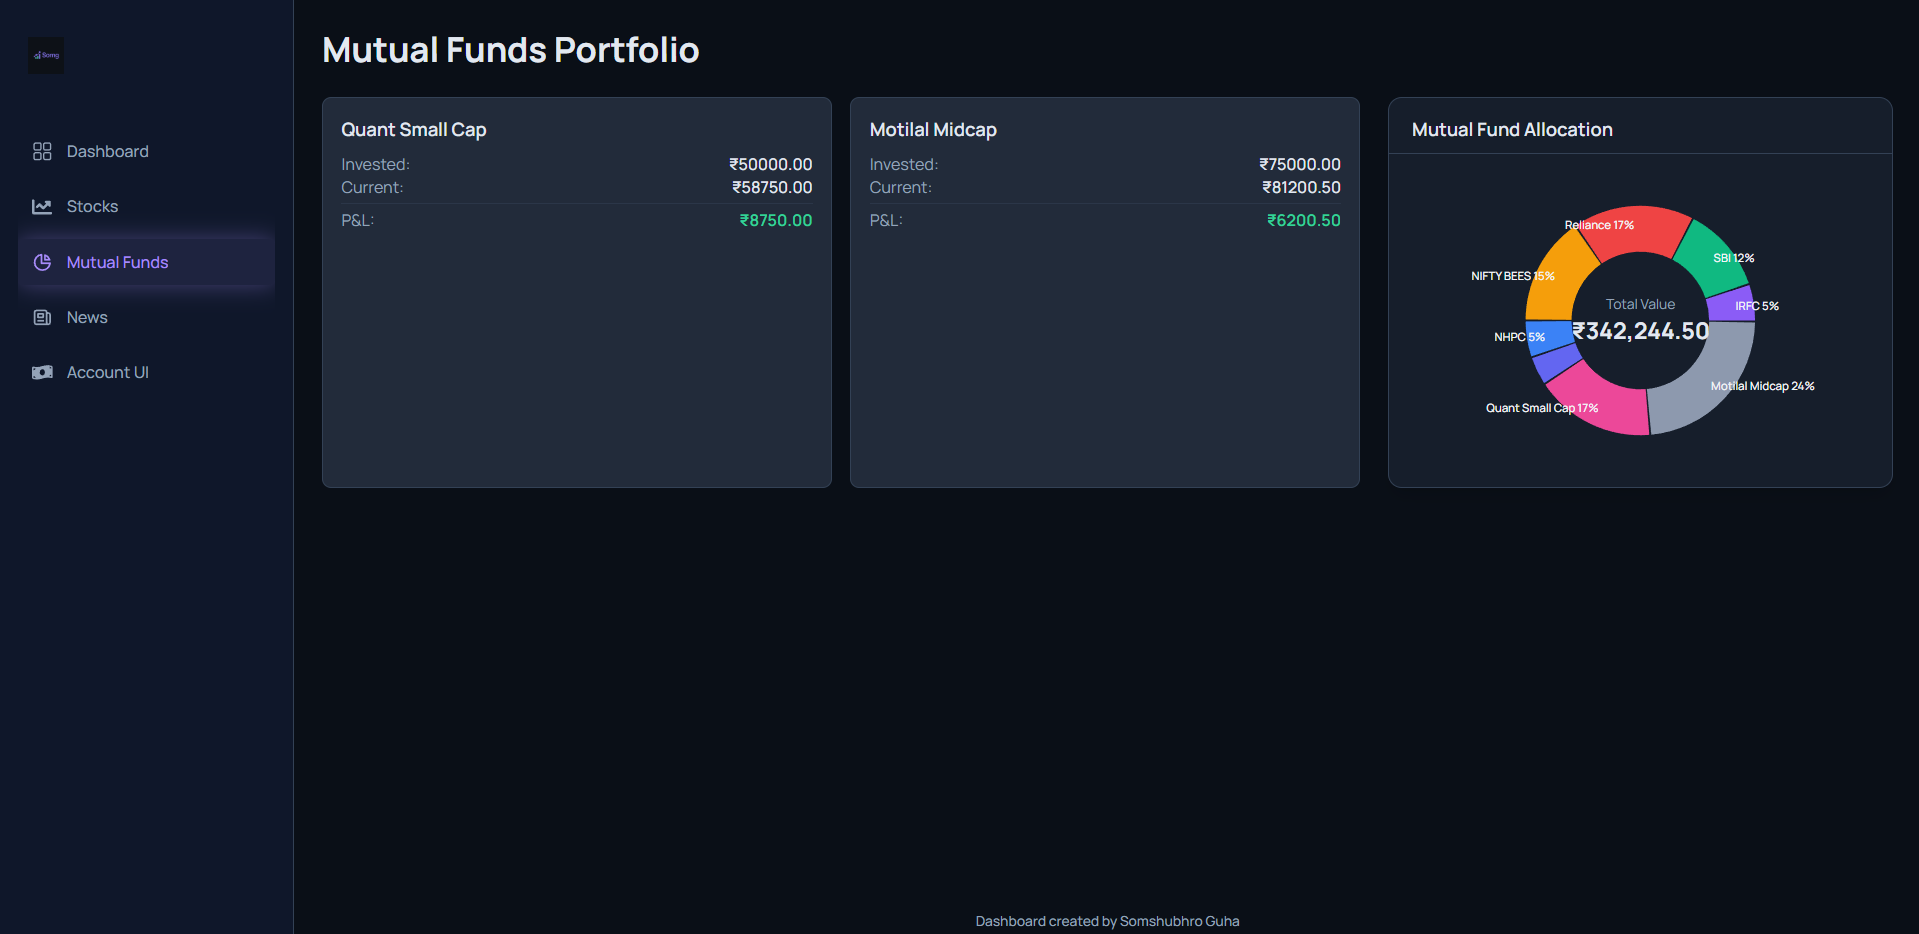 Somg
Dashboard
Stocks
Mutual Funds
News
Account UI
Mutual Funds Portfolio
Quant Small Cap
Invested: ₹50000.00
Current: ₹58750.00
P&L: ₹8750.00
Motilal Midcap
Invested: ₹75000.00
Current: ₹81200.50
P&L: ₹6200.50
Mutual Fund Allocation
Reliance 17%
SBI 12%
NIFTY BEES 15%
IRFC 5%
Total Value
₹342,244.50
NHPC 5%
Motilal Midcap 24%
Quant Small Cap 17%
Dashboard created by Somshubhro Guha